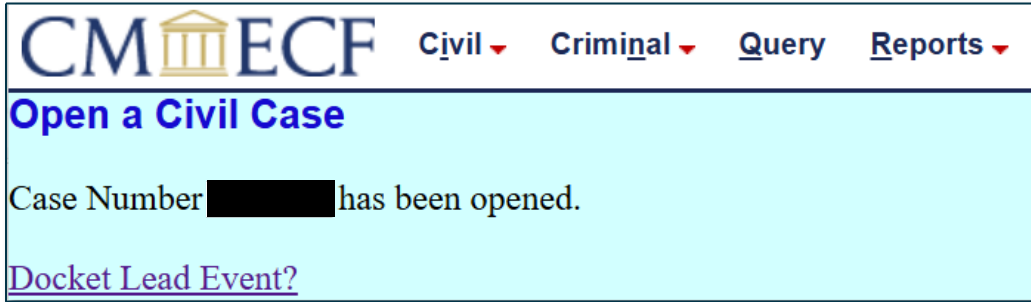 CM ECF Civil Criminal Query Reports
Open a Civil Case
Case Number has been opened.
Docket Lead Event?